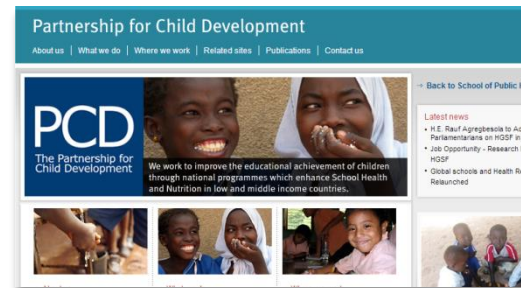 Partnership for Child Development
About us | What we do | Where we work | Related sites | Publications | Contact us
PCD
The Partnership for
Child Development
We work to improve the educational achievement of children
through national programmes which enhance School Health
and Nutrition in low and middle income countries.
Back to School of Public
Latest news
H.E. Rauf Agregbesola to
Parliamentarians on HGSF in
Job Opportunity - Research
HGSF
Global schools and Health
Relaunched